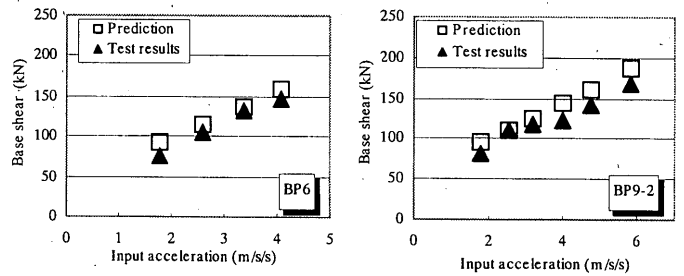 250
200
150
100
50
0
Base shear (kN)
Prediction
Test results
BP6
0 1 2 3 4 5
Input acceleration (m/s/s)
250
200
150
100
50
0
Base shear (kN)
Prediction
Test results
BP9-2
0 2 4 6
Input acceleration (m/s/s)